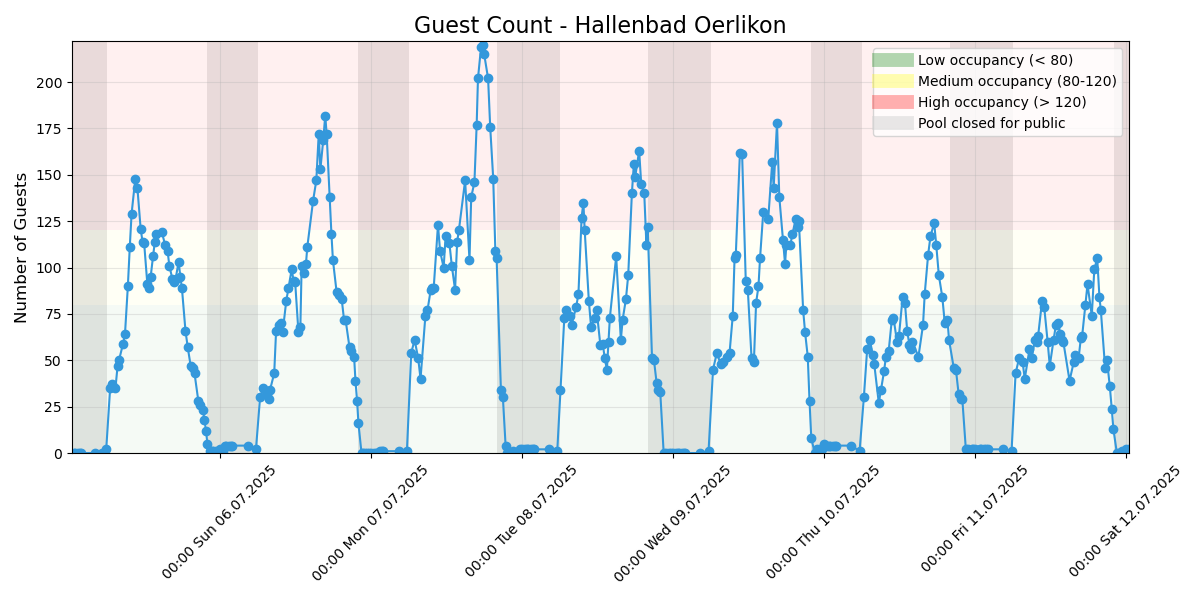 Guest Count - Hallenbad Oerlikon
Low occupancy (< 80)
Medium occupancy (80-120)
High occupancy (> 120)
Pool closed for public
Number of Guests
200
175
150
125
100
75
50
25
0
00:00 Sun 06.07.2025
00:00 Mon 07.07.2025
00:00 Tue 08.07.2025
00:00 Wed 09.07.2025
00:00 Thu 10.07.2025
00:00 Fri 11.07.2025
00:00 Sat 12.07.2025